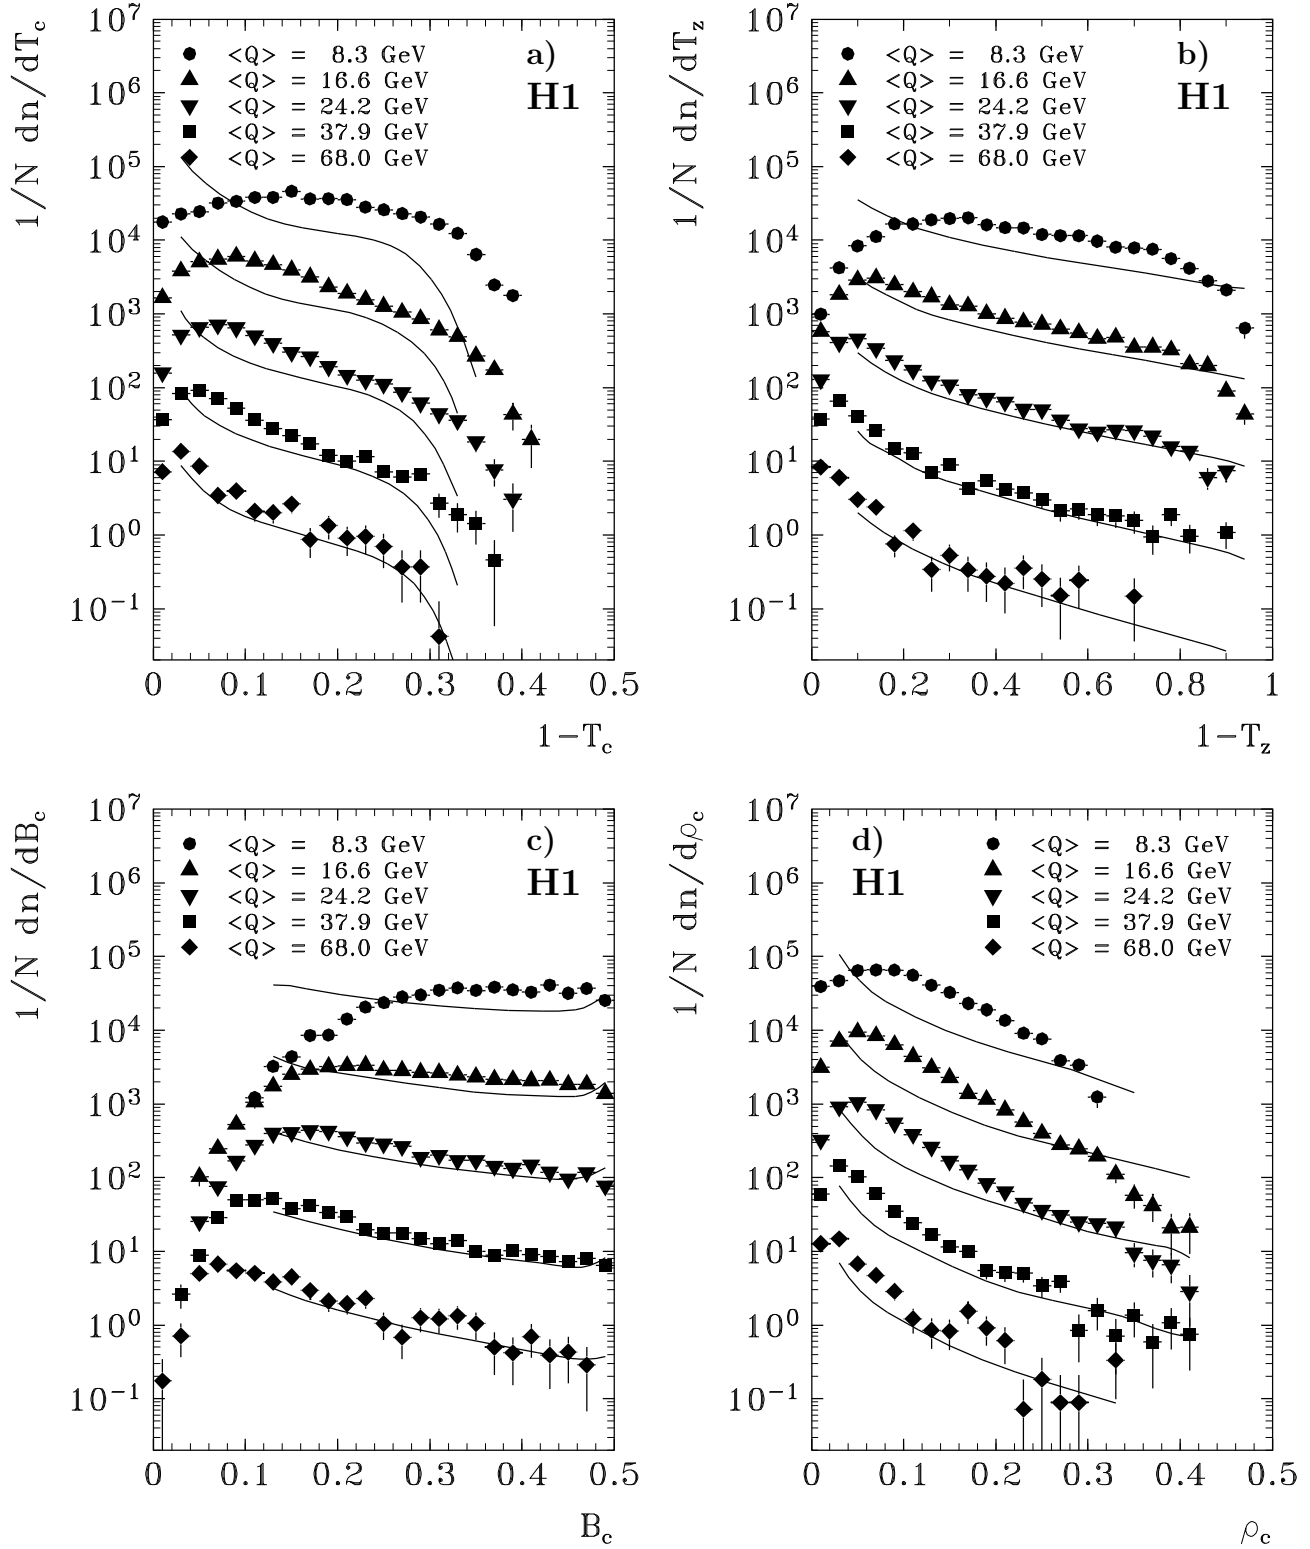 1/N dn/dT_c
10^7
10^6
10^5
10^4
10^3
10^2
10^1
10^0
10^-1
<Q> = 8.3 GeV
<Q> = 16.6 GeV
<Q> = 24.2 GeV
<Q> = 37.9 GeV
<Q> = 68.0 GeV
a)
H1
0 0.1 0.2 0.3 0.4 0.5
1-T_c
1/N dn/dT_z
10^7
10^6
10^5
10^4
10^3
10^2
10^1
10^0
10^-1
<Q> = 8.3 GeV
<Q> = 16.6 GeV
<Q> = 24.2 GeV
<Q> = 37.9 GeV
<Q> = 68.0 GeV
b)
H1
0 0.2 0.4 0.6 0.8 1
1-T_z
1/N dn/dB_c
10^7
10^6
10^5
10^4
10^3
10^2
10^1
10^0
10^-1
<Q> = 8.3 GeV
<Q> = 16.6 GeV
<Q> = 24.2 GeV
<Q> = 37.9 GeV
<Q> = 68.0 GeV
c)
H1
0 0.1 0.2 0.3 0.4 0.5
B_c
1/N dn/dρ_c
10^7
10^6
10^5
10^4
10^3
10^2
10^1
10^0
10^-1
d)
H1
<Q> = 8.3 GeV
<Q> = 16.6 GeV
<Q> = 24.2 GeV
<Q> = 37.9 GeV
<Q> = 68.0 GeV
0 0.1 0.2 0.3 0.4 0.5
ρ_c